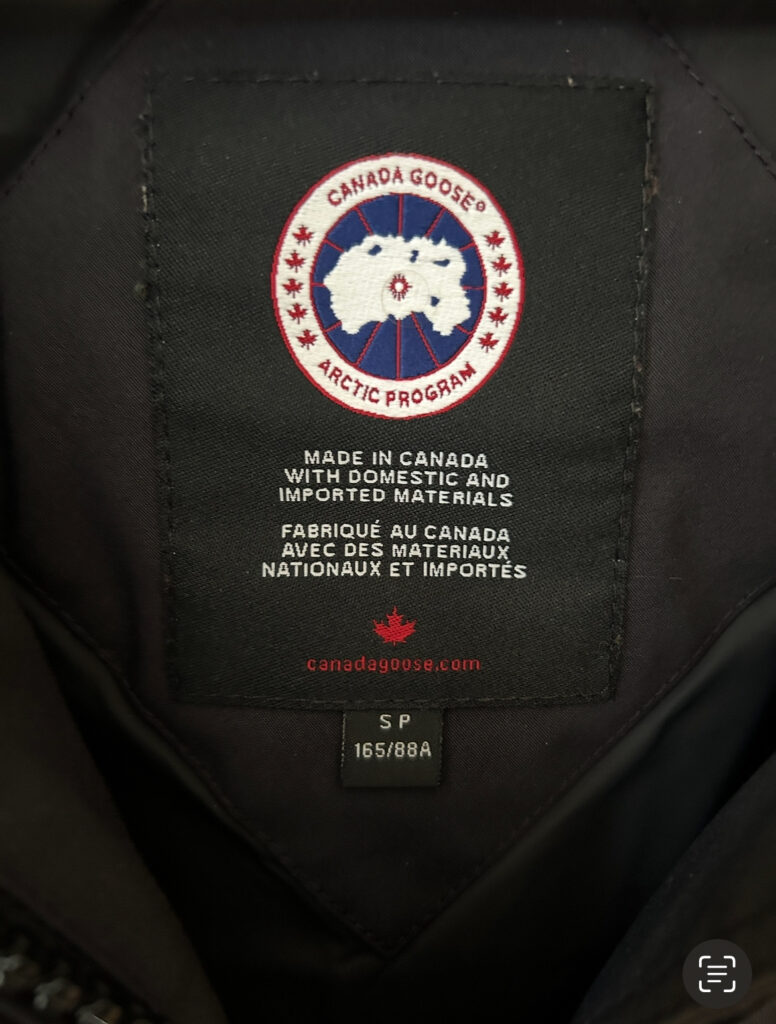 CANADA GOOSE®
ARCTIC PROGRAM
MADE IN CANADA
WITH DOMESTIC AND
IMPORTED MATERIALS
FABRIQUÉ AU CANADA
AVEC DES MATERIAUX
NATIONAUX ET IMPORTÉS
canadagoose.com
S P
165/88A